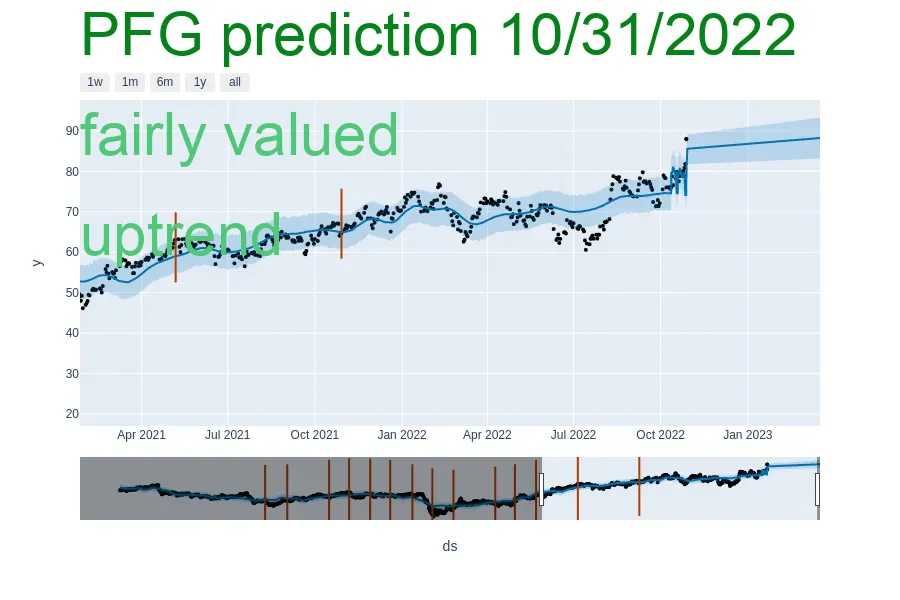 PFG prediction 10/31/2022
1w 1m 6m 1y all
fairly valued
uptrend
90
80
70
60
50
40
30
20
y
Apr 2021 Jul 2021 Oct 2021 Jan 2022 Apr 2022 Jul 2022 Oct 2022 Jan 2023
ds